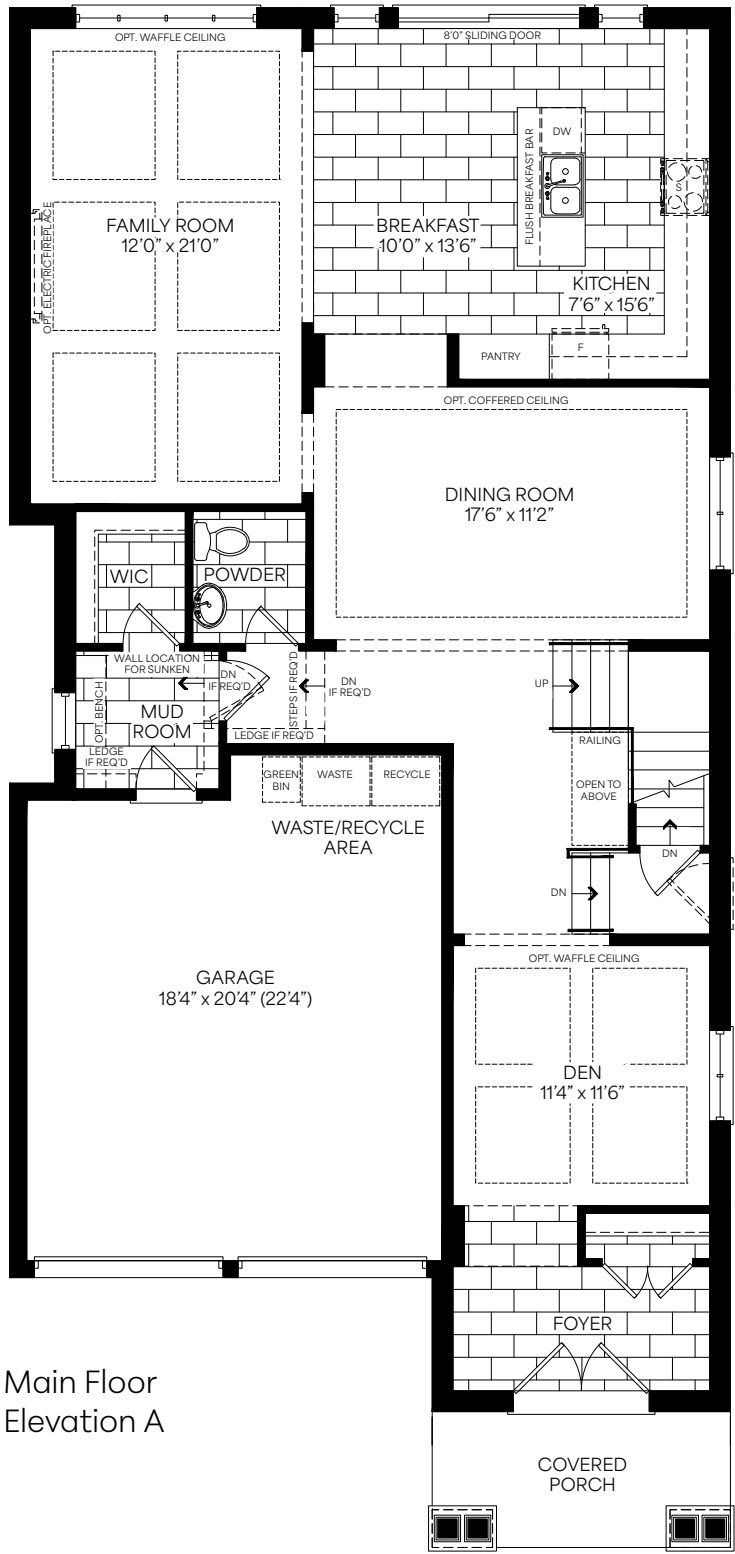 OPT. WAFFLE CEILING
8'0" SLIDING DOOR
DW
FLUSH BREAKFAST BAR
S
OPT. ELECTRIC FIREPLACE
FAMILY ROOM
12'0" x 21'0"
BREAKFAST
10'0" x 13'6"
KITCHEN
7'6" x 15'6"
PANTRY
F
OPT. COFFERED CEILING
DINING ROOM
17'6" x 11'2"
WIC
POWDER
WALL LOCATION
FOR SUNKEN
DN
IF REQ'D
STEPS IF REQ'D
DN
IF REQ'D
UP
OPT. BENCH
MUD
ROOM
LEDGE IF REQ'D
LEDGE
IF REQ'D
RAILING
OPEN TO
ABOVE
GREEN
BIN
WASTE
RECYCLE
WASTE/RECYCLE
AREA
DN
DN
OPT. WAFFLE CEILING
GARAGE
18'4" x 20'4" (22'4")
DEN
11'4" x 11'6"
FOYER
Main Floor
Elevation A
COVERED
PORCH